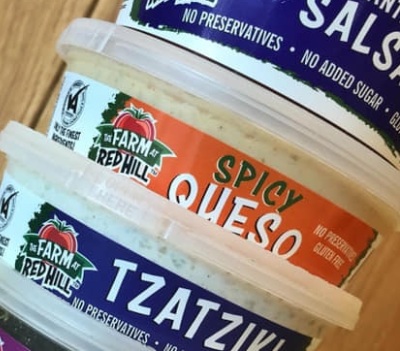 SALSA
NO PRESERVATIVES • NO ADDED SUGAR •
THE
FARM AT
RED HILL
SPICY
QUESO
NO PRESERVATIVES
GLUTEN FREE
THE
FARM AT
RED HILL
TZATZIKI
NO PRESERVATIVES • NO